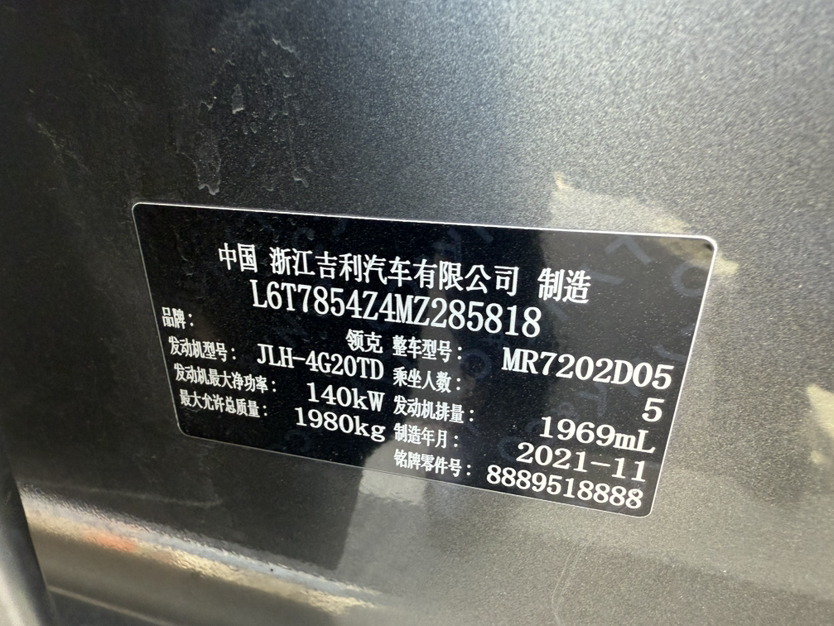 中国 浙江吉利汽车有限公司 制造
L6T7854Z4MZ285818
品牌: 领克 整车型号: MR7202D05
发动机型号: JLH-4G20TD 乘坐人数: 5
发动机最大净功率: 140kW 发动机排量: 1969mL
最大允许总质量: 1980kg 制造年月: 2021-11
铭牌零件号: 8889518888